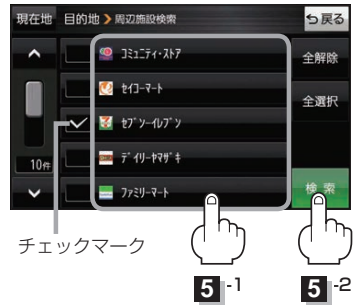 現在地 目的地 > 周辺施設検索 戻る
ｺﾐｭﾆﾃｨ･ｽﾄｱ 全解除
ｾｲｺｰﾏｰﾄ
全選択
ｾﾌﾞﾝ-ｲﾚﾌﾞﾝ
10件
ﾃﾞｲﾘｰﾔﾏｻﾞｷ
ﾌｧﾐﾘｰﾏｰﾄ 検索
チェックマーク
5-1 5-2